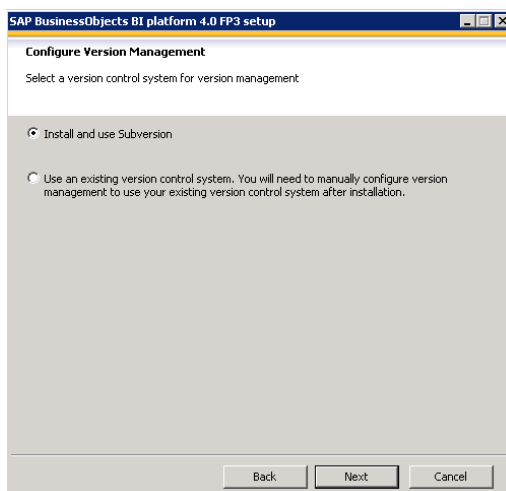 SAP BusinessObjects BI platform 4.0 FP3 setup
Configure Version Management
Select a version control system for version management
Install and use Subversion
Use an existing version control system. You will need to manually configure version
management to use your existing version control system after installation.
Back Next Cancel